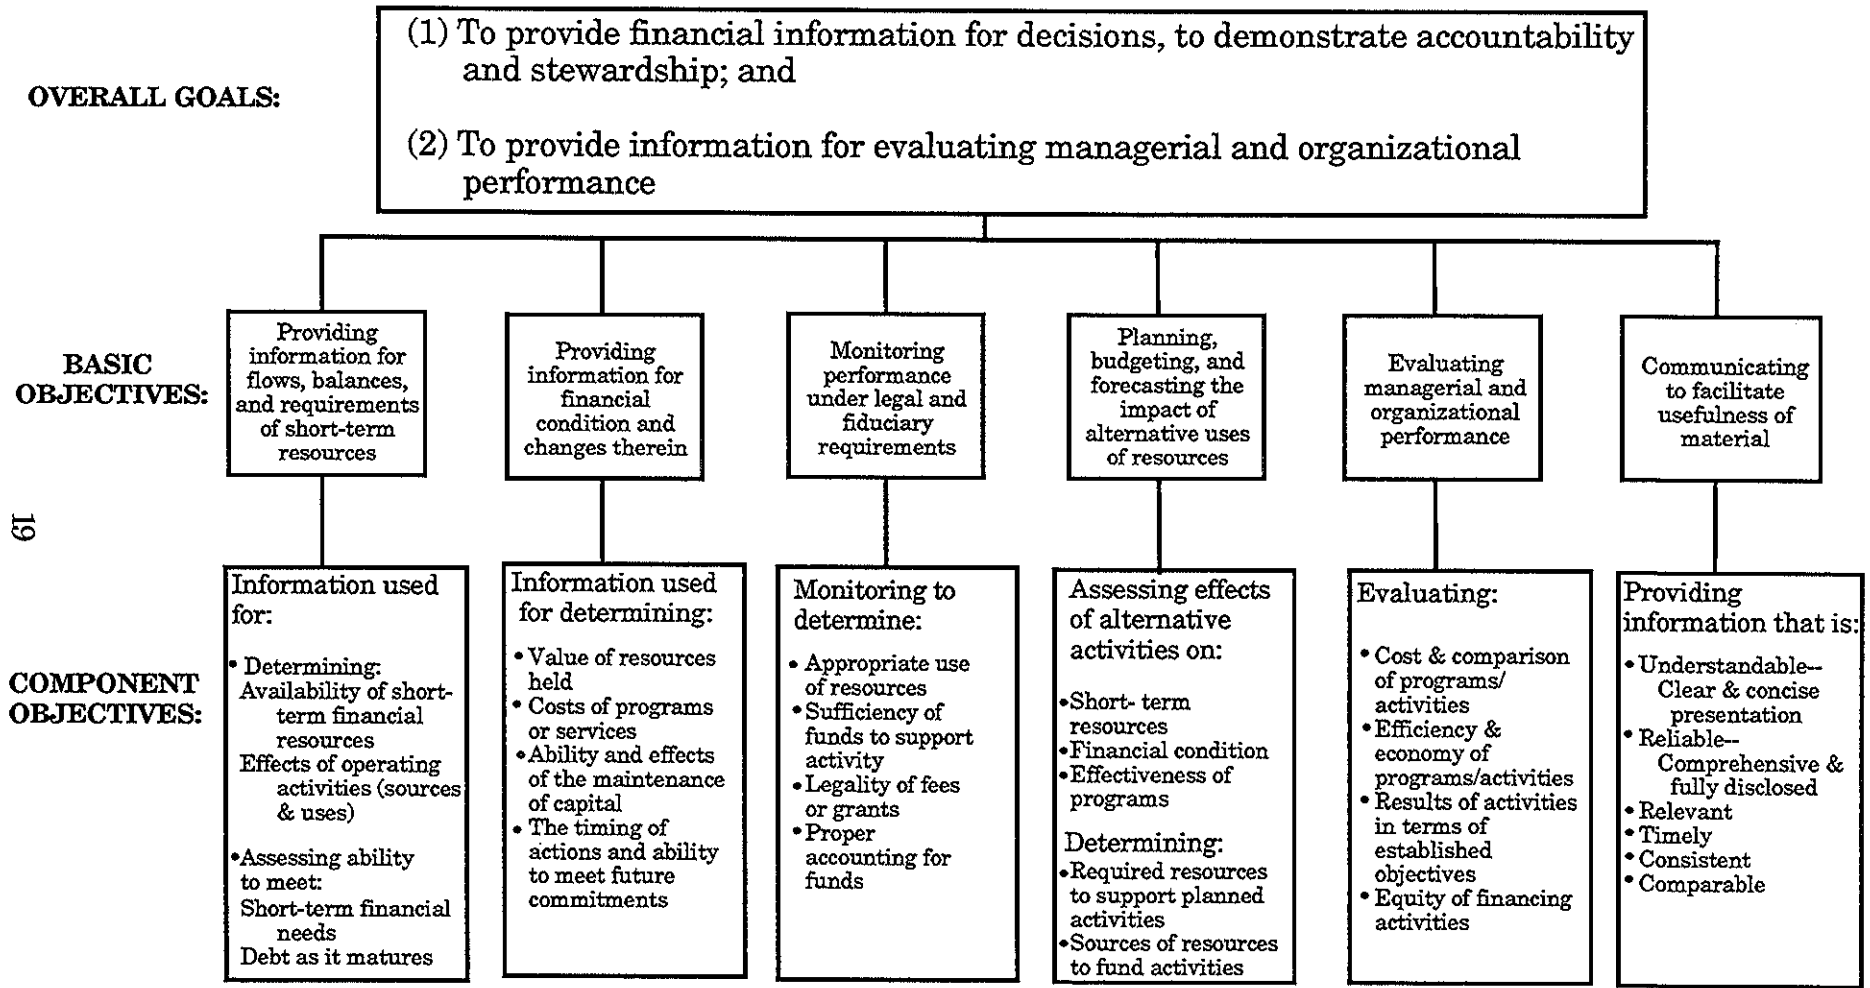 (1) To provide financial information for decisions, to demonstrate accountability
and stewardship; and
OVERALL GOALS:
(2) To provide information for evaluating managerial and organizational
performance
BASIC
OBJECTIVES:
Providing
information for
flows, balances,
and requirements
of short-term
resources
Providing
information for
financial
condition and
changes therein
Monitoring
performance
under legal and
fiduciary
requirements
Planning,
budgeting, and
forecasting the
impact of
alternative uses
of resources
Evaluating
managerial and
organizational
performance
Communicating
to facilitate
usefulness of
material
19
COMPONENT
OBJECTIVES:
Information used
for:
• Determining:
Availability of short-
term financial
resources
Effects of operating
activities (sources
& uses)
•Assessing ability
to meet:
Short-term financial
needs
Debt as it matures
Information used
for determining:
• Value of resources
held
• Costs of programs
or services
• Ability and effects
of the maintenance
of capital
• The timing of
actions and ability
to meet future
commitments
Monitoring to
determine:
• Appropriate use
of resources
• Sufficiency of
funds to support
activity
• Legality of fees
or grants
• Proper
accounting for
funds
Assessing effects
of alternative
activities on:
•Short- term
resources
•Financial condition
•Effectiveness of
programs
Determining:
•Required resources
to support planned
activities
•Sources of resources
to fund activities
Evaluating:
• Cost & comparison
of programs/
activities
• Efficiency &
economy of
programs/activities
• Results of activities
in terms of
established
objectives
• Equity of financing
activities
Providing
information that is:
• Understandable--
Clear & concise
presentation
• Reliable--
Comprehensive &
fully disclosed
• Relevant
• Timely
• Consistent
• Comparable